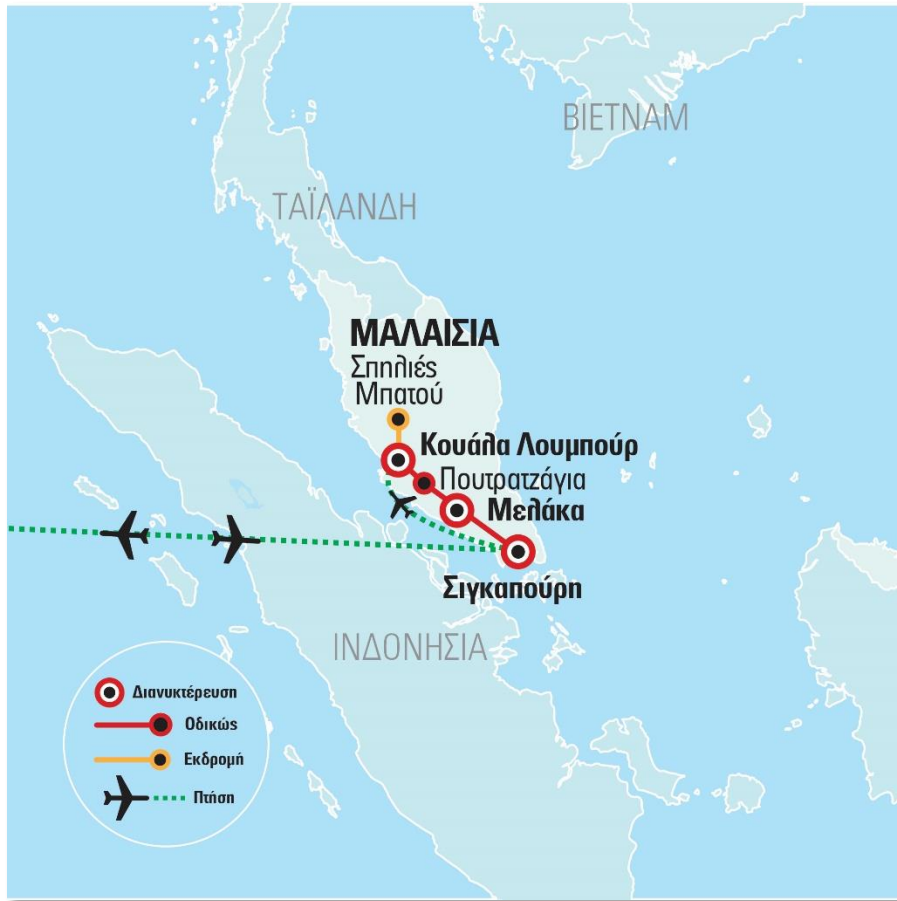 ΒΙΕΤΝΑΜ
ΤΑΪΛΑΝΔΗ
ΜΑΛΑΙΣΙΑ
Σπηλιές
Μπατού
Κουάλα Λουμπούρ
Πουτρατζάγια
Μελάκα
Σιγκαπούρη
ΙΝΔΟΝΗΣΙΑ
Διανυκτέρευση
Οδικώς
Εκδρομή
Πτήση